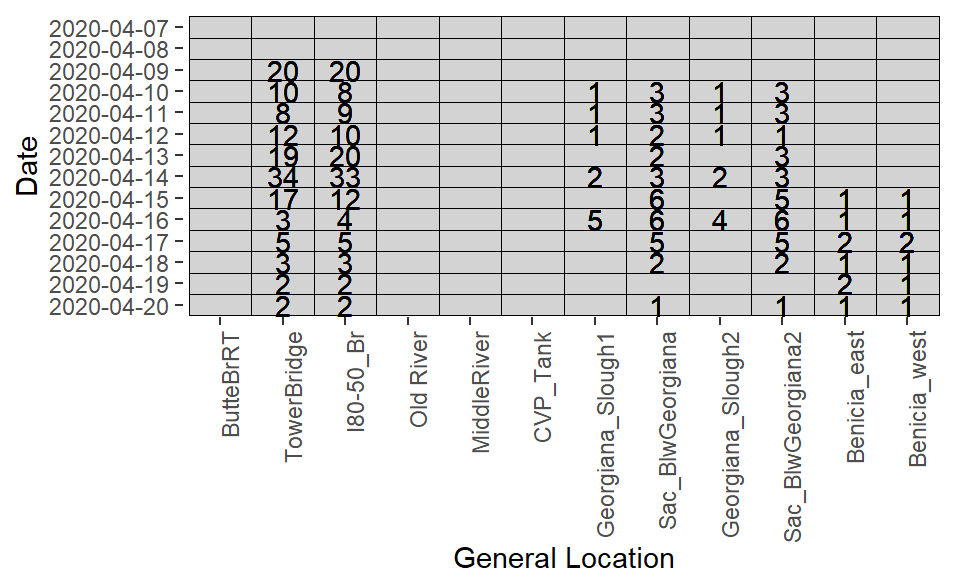 2020-04-07
2020-04-08
2020-04-09 20 20
2020-04-10 10 8 1 3 1 3
2020-04-11 8 9 1 3 1 3
2020-04-12 12 10 1 2 1 1
2020-04-13 19 20 2 3
2020-04-14 34 33 2 3 2 3
2020-04-15 17 12 6 5 1 1
2020-04-16 3 4 5 6 4 6 1 1
2020-04-17 5 5 5 5 2 2
2020-04-18 3 3 2 2 1 1
2020-04-19 2 2 2 1
2020-04-20 2 2 1 1 1 1
Date
ButteBrRT
TowerBridge
I80-50_Br
Old River
MiddleRiver
CVP_Tank
Georgiana_Slough1
Sac_BlwGeorgiana
Georgiana_Slough2
Sac_BlwGeorgiana2
Benicia_east
Benicia_west
General Location